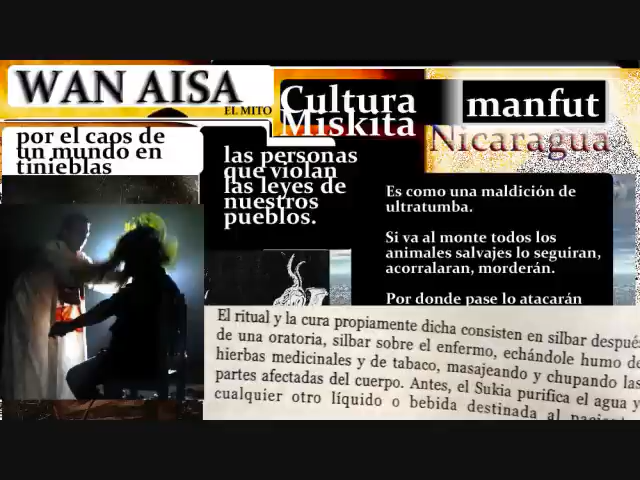 WAN AISA
EL MITO
Cultura
Miskita
manfut
Nicaragua
por el caos de
un mundo en
tinieblas
las personas
que violan
las leyes de
nuestros
pueblos.
Es como una maldición de
ultratumba.
Si va al monte todos los
animales salvajes lo seguiran,
acorralaran, morderán.
Por donde pase lo atacarán
El ritual y la cura propiamente dicha consisten en silbar después
de una oratoria, silbar sobre el enfermo, echándole humo de
hierbas medicinales y de tabaco, masajeando y chupando las
partes afectadas del cuerpo. Antes, el Sukia purifica el agua y
cualquier otro líquido o bebida destinada al